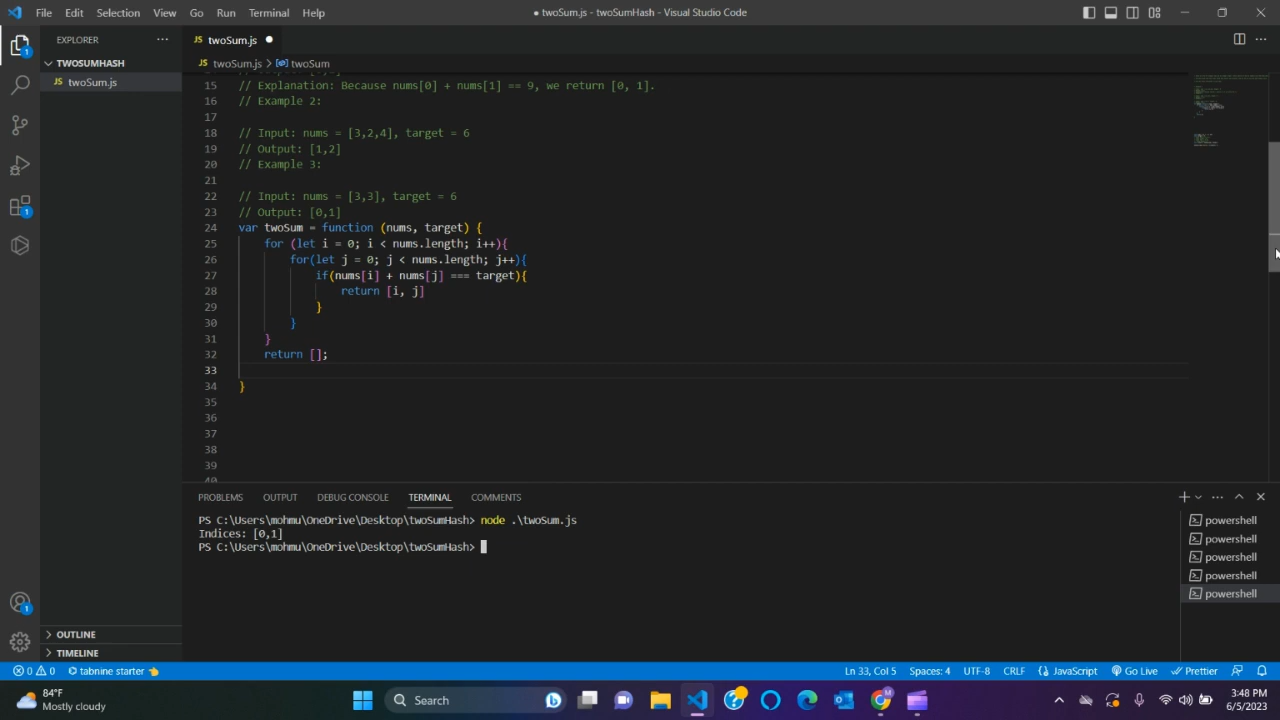 File Edit Selection View Go Run Terminal Help
● twoSum.js - twoSumHash - Visual Studio Code
EXPLORER
JS twoSum.js
TWOSUMHASH
JS twoSum.js > twoSum
JS twoSum.js
15 // Explanation: Because nums[0] + nums[1] == 9, we return [0, 1].
16 // Example 2:
17
18 // Input: nums = [3,2,4], target = 6
19 // Output: [1,2]
20 // Example 3:
21
22 // Input: nums = [3,3], target = 6
23 // Output: [0,1]
24 var twoSum = function (nums, target) {
25 for (let i = 0; i < nums.length; i++){
26 for(let j = 0; j < nums.length; j++){
27 if(nums[i] + nums[j] === target){
28 return [i, j]
29 }
30 }
31 }
32 return [];
33
34 }
35
36
37
38
39
40
PROBLEMS OUTPUT DEBUG CONSOLE TERMINAL COMMENTS
PS C:\Users\mohmu\OneDrive\Desktop\twoSumHash> node .\twoSum.js
Indices: [0,1]
PS C:\Users\mohmu\OneDrive\Desktop\twoSumHash>
powershell
powershell
powershell
powershell
powershell
1
1
1
OUTLINE
TIMELINE
0 0 tabnine starter Ln 33, Col 5 Spaces: 4 UTF-8 CRLF {} JavaScript Go Live Prettier
84°F
Mostly cloudy
Search
M
3:48 PM
6/5/2023